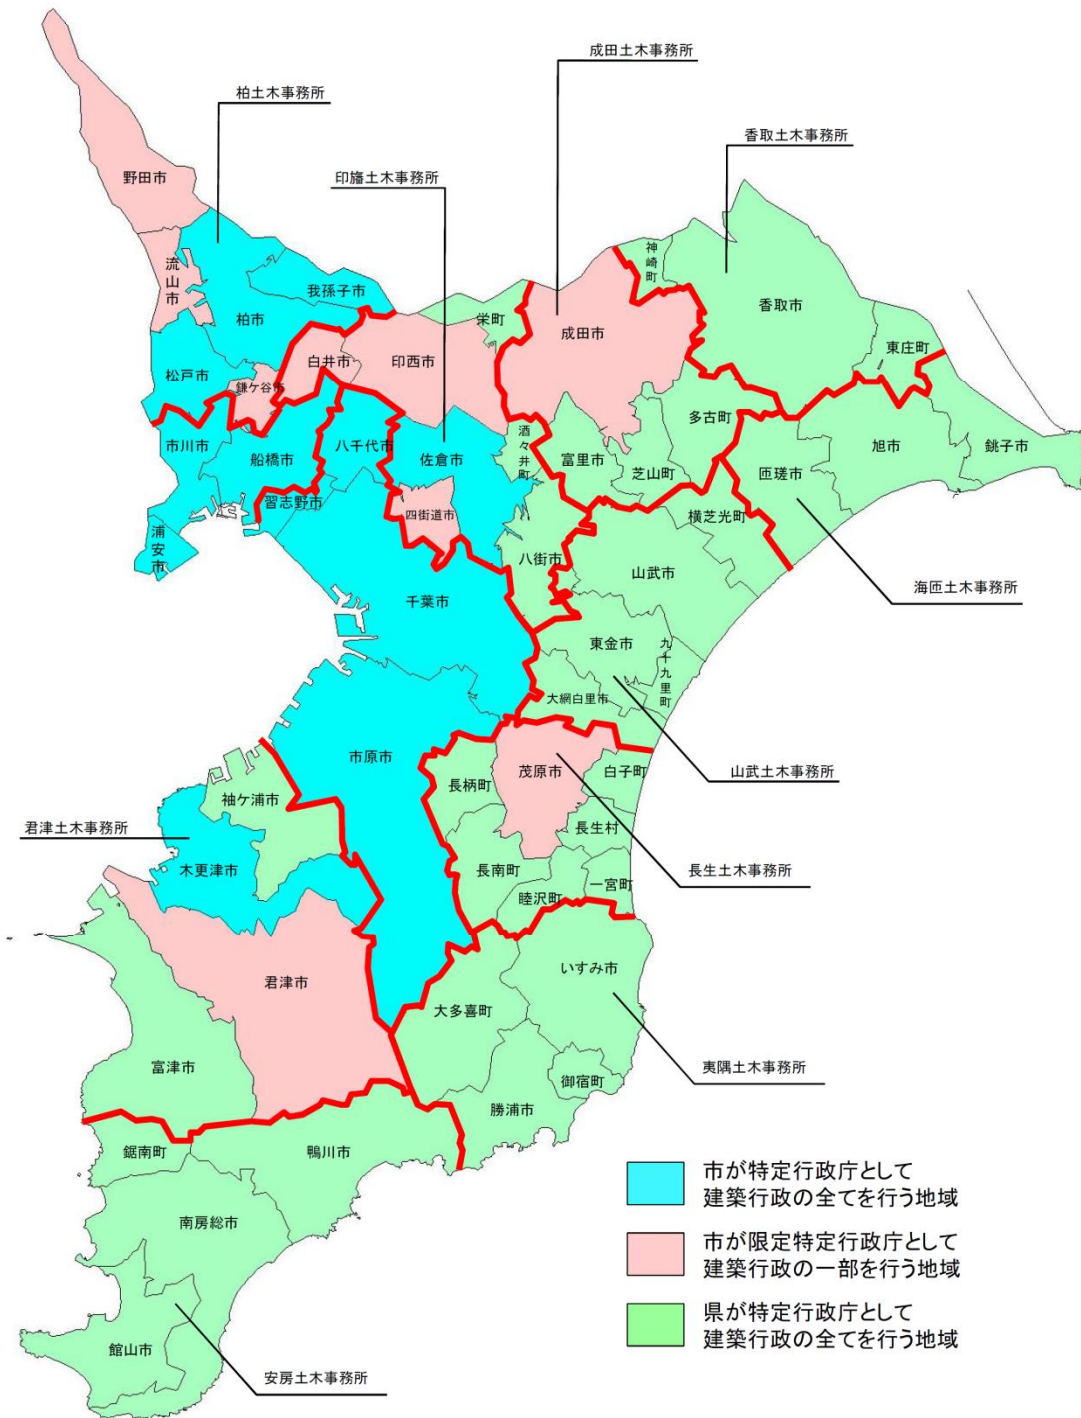 成田土木事務所
柏土木事務所
香取土木事務所
印旛土木事務所
野田市
流山市
柏市
我孫子市
神崎町
香取市
栄町
成田市
東庄町
松戸市
鎌ケ谷市
白井市
印西市
多古町
市川市
船橋市
八千代市
佐倉市
酒々井町
富里市
芝山町
匝瑳市
旭市
銚子市
習志野市
四街道市
横芝光町
浦安市
八街市
山武市
千葉市
海匝土木事務所
東金市
九十九里町
大網白里市
市原市
茂原市
白子町
山武土木事務所
袖ケ浦市
長柄町
君津土木事務所
長生村
木更津市
長南町
一宮町
長生土木事務所
睦沢町
君津市
いすみ市
大多喜町
富津市
夷隅土木事務所
御宿町
勝浦市
鋸南町
鴨川市
南房総市
館山市
安房土木事務所
市が特定行政庁として
建築行政の全てを行う地域
市が限定特定行政庁として
建築行政の一部を行う地域
県が特定行政庁として
建築行政の全てを行う地域